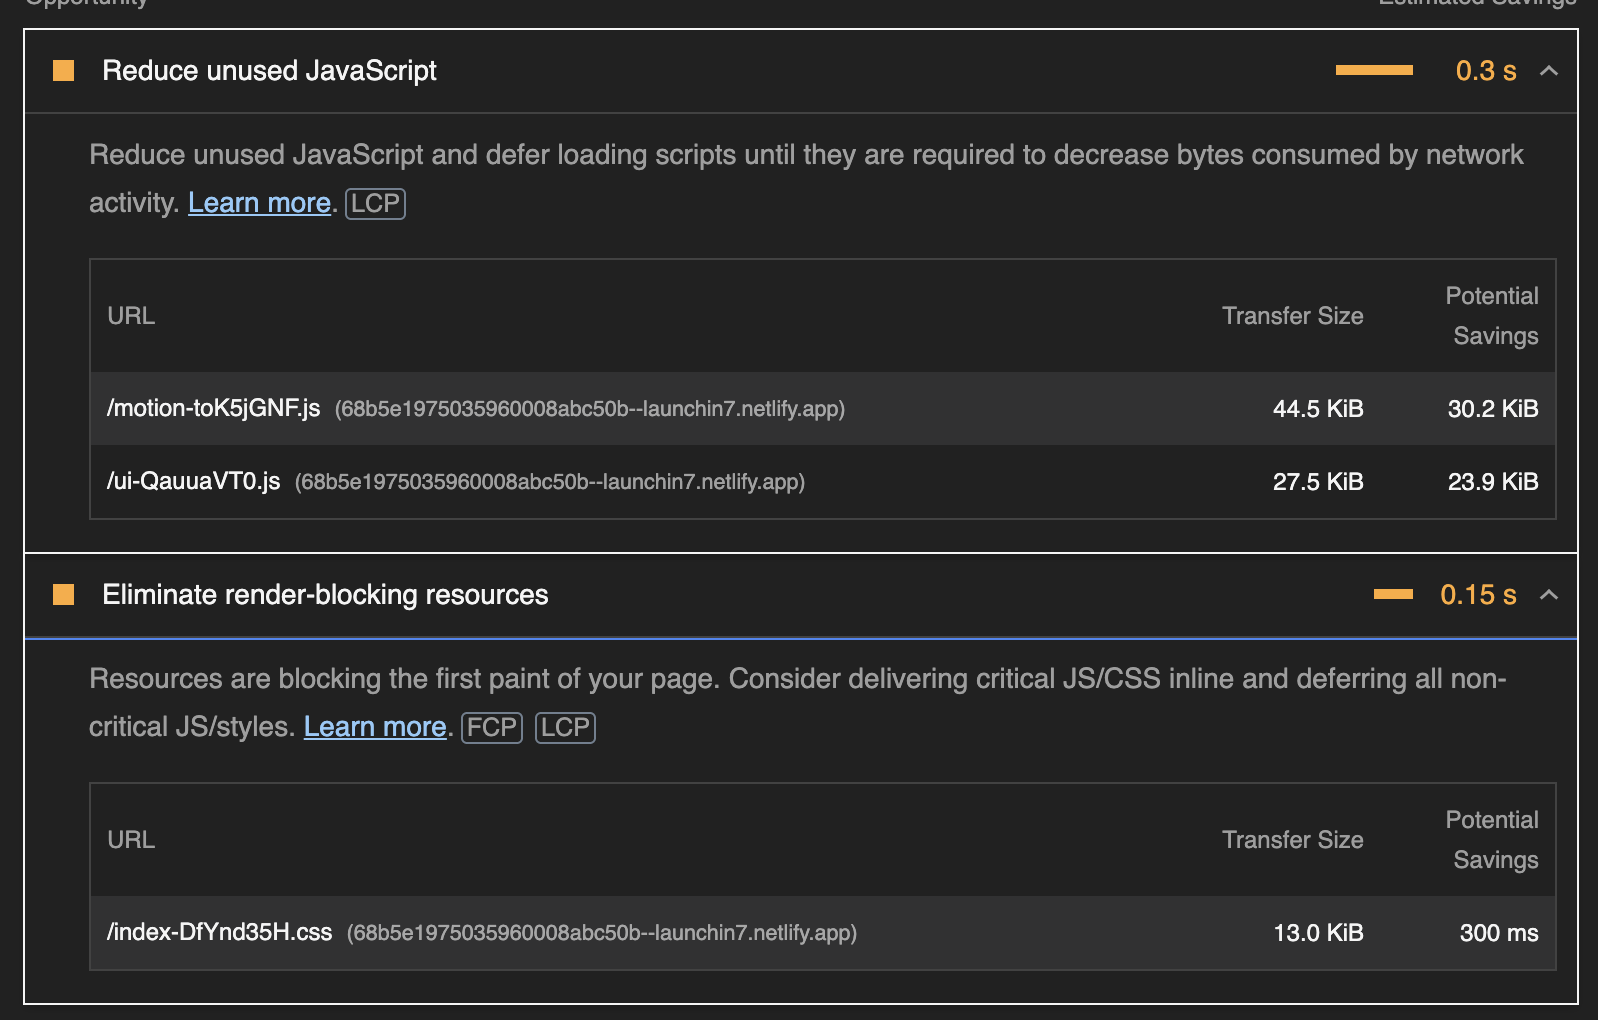 Opportunity Estimated Savings
Reduce unused JavaScript 0.3 s
Reduce unused JavaScript and defer loading scripts until they are required to decrease bytes consumed by network
activity. Learn more. LCP
URL Transfer Size Potential Savings
/motion-toK5jGNF.js (68b5e1975035960008abc50b--launchin7.netlify.app) 44.5 KiB 30.2 KiB
/ui-QauuaVT0.js (68b5e1975035960008abc50b--launchin7.netlify.app) 27.5 KiB 23.9 KiB
Eliminate render-blocking resources 0.15 s
Resources are blocking the first paint of your page. Consider delivering critical JS/CSS inline and deferring all non-
critical JS/styles. Learn more. FCP LCP
URL Transfer Size Potential Savings
/index-DfYnd35H.css (68b5e1975035960008abc50b--launchin7.netlify.app) 13.0 KiB 300 ms